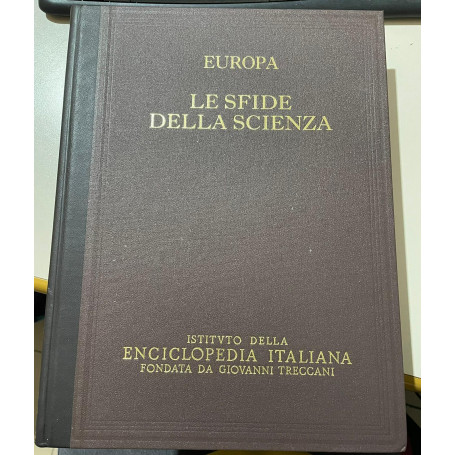 EUROPA
LE SFIDE
DELLA SCIENZA
ISTITVTO DELLA
ENCICLOPEDIA ITALIANA
FONDATA DA GIOVANNI TRECCANI